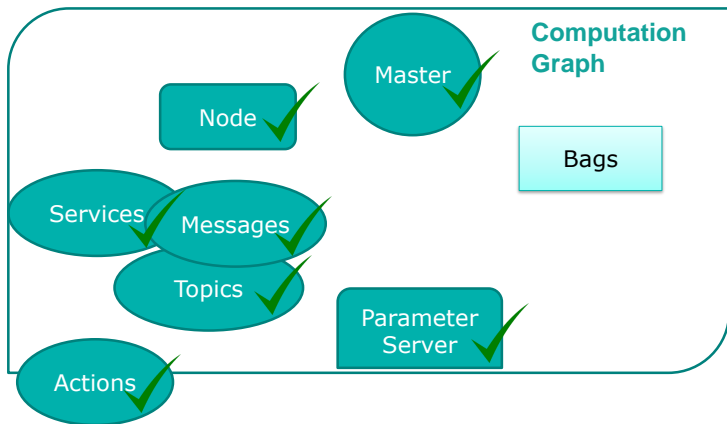 Computation
Graph
Master
Node
Bags
Services
Messages
Topics
Parameter
Server
Actions